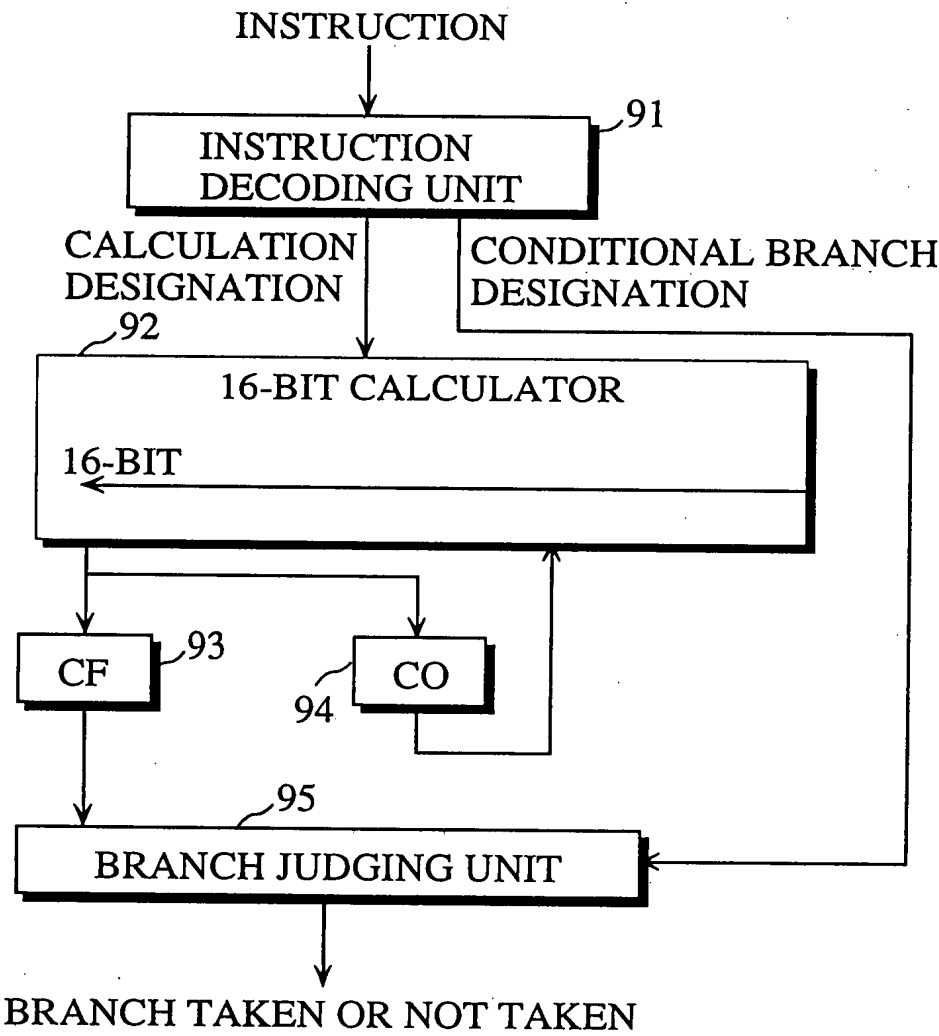 INSTRUCTION
91
INSTRUCTION
DECODING UNIT
CALCULATION
DESIGNATION
CONDITIONAL BRANCH
DESIGNATION
92
16-BIT CALCULATOR
16-BIT
CF
93
CO
94
95
BRANCH JUDGING UNIT
BRANCH TAKEN OR NOT TAKEN